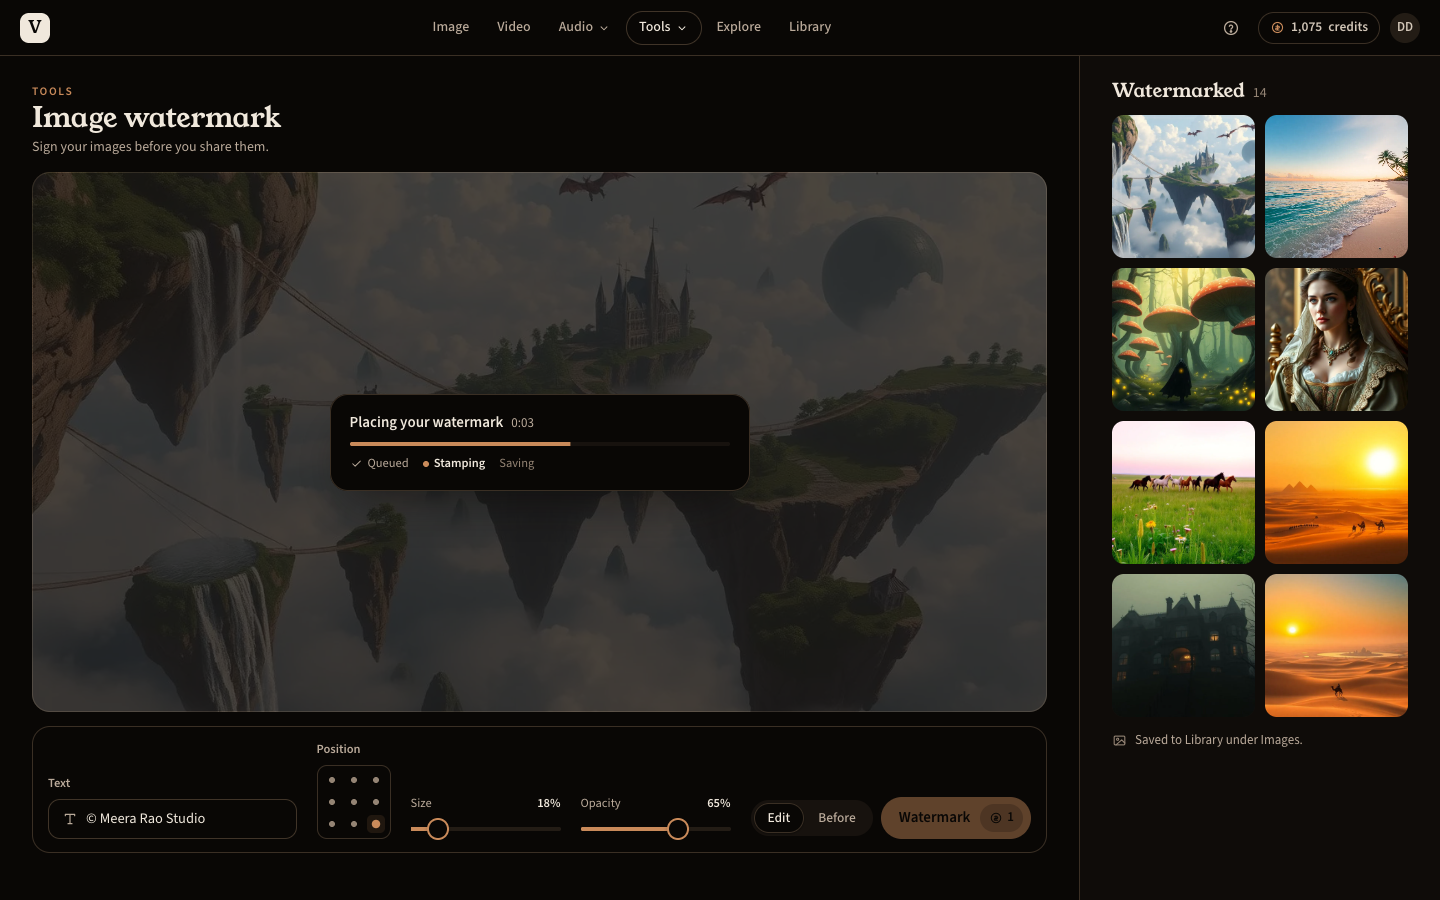 V
Image
Video
Audio
Tools
Explore
Library
1,075 credits
DD
TOOLS
Image watermark
Sign your images before you share them.
Placing your watermark 0:03
Queued
Stamping
Saving
Text
© Meera Rao Studio
Position
Size 18%
Opacity 65%
Edit
Before
Watermark 1
Watermarked 14
Saved to Library under Images.